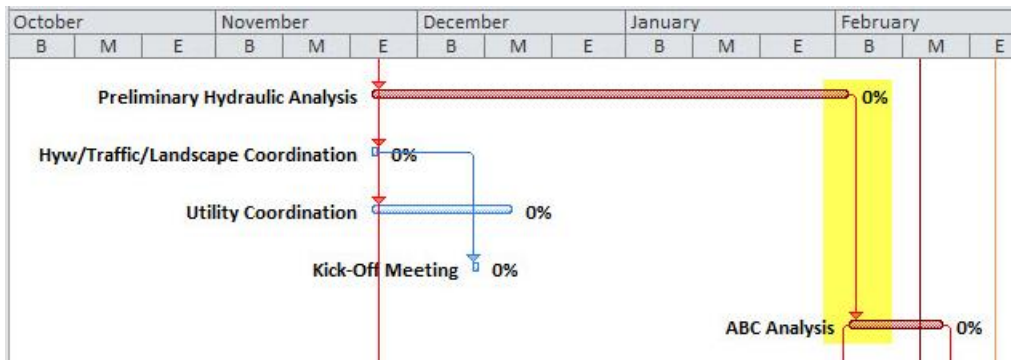 October November December January February
B M E B M E B M E B M E B M E
Preliminary Hydraulic Analysis 0%
Hyw/Traffic/Landscape Coordination 0%
Utility Coordination 0%
Kick-Off Meeting 0%
ABC Analysis 0%